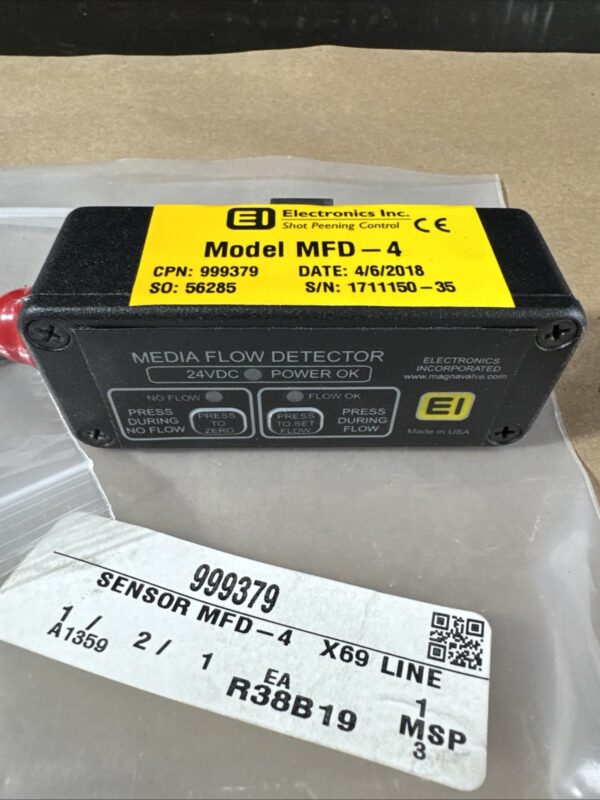 EI Electronics Inc.
Shot Peening Control CE
Model MFD-4
CPN: 999379 DATE: 4/6/2018
SO: 56285 S/N: 1711150-35
MEDIA FLOW DETECTOR
24VDC POWER OK
NO FLOW
PRESS DURING NO FLOW
PRESS TO ZERO
FLOW OK
PRESS TO SET FLOW
PRESS DURING FLOW
ELECTRONICS
INCORPORATED
www.magnavalve.com
EI
Made in USA
999379
SENSOR MFD-4 X69 LINE
1/ 2/ 1 EA 1
A1359 R38B19 MSP
3